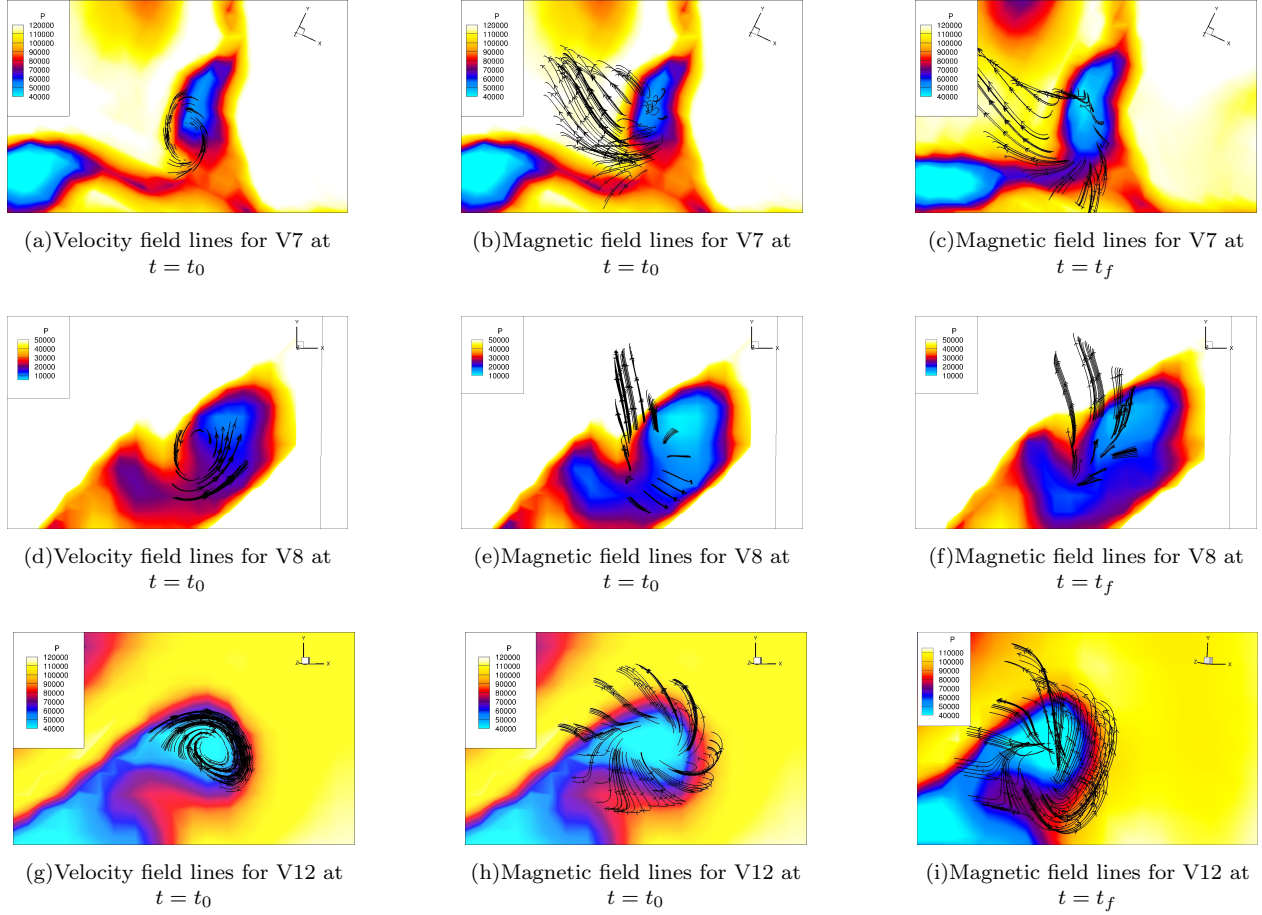 P
120000
110000
100000
90000
80000
70000
60000
50000
40000
Y
Z
X
P
120000
110000
100000
90000
80000
70000
60000
50000
40000
Y
Z
X
P
120000
110000
100000
90000
80000
70000
60000
50000
40000
Y
Z
X
(a)Velocity field lines for V7 at
t = t0
(b)Magnetic field lines for V7 at
t = t0
(c)Magnetic field lines for V7 at
t = tf
P
50000
40000
30000
20000
10000
Y
Z
X
P
50000
40000
30000
20000
10000
Y
Z
X
P
50000
40000
30000
20000
10000
Y
Z
X
(d)Velocity field lines for V8 at
t = t0
(e)Magnetic field lines for V8 at
t = t0
(f)Magnetic field lines for V8 at
t = tf
P
120000
110000
100000
90000
80000
70000
60000
50000
40000
Y
Z
X
P
120000
110000
100000
90000
80000
70000
60000
50000
40000
Y
Z
X
P
110000
100000
90000
80000
70000
60000
50000
40000
Y
Z
X
(g)Velocity field lines for V12 at
t = t0
(h)Magnetic field lines for V12 at
t = t0
(i)Magnetic field lines for V12 at
t = tf